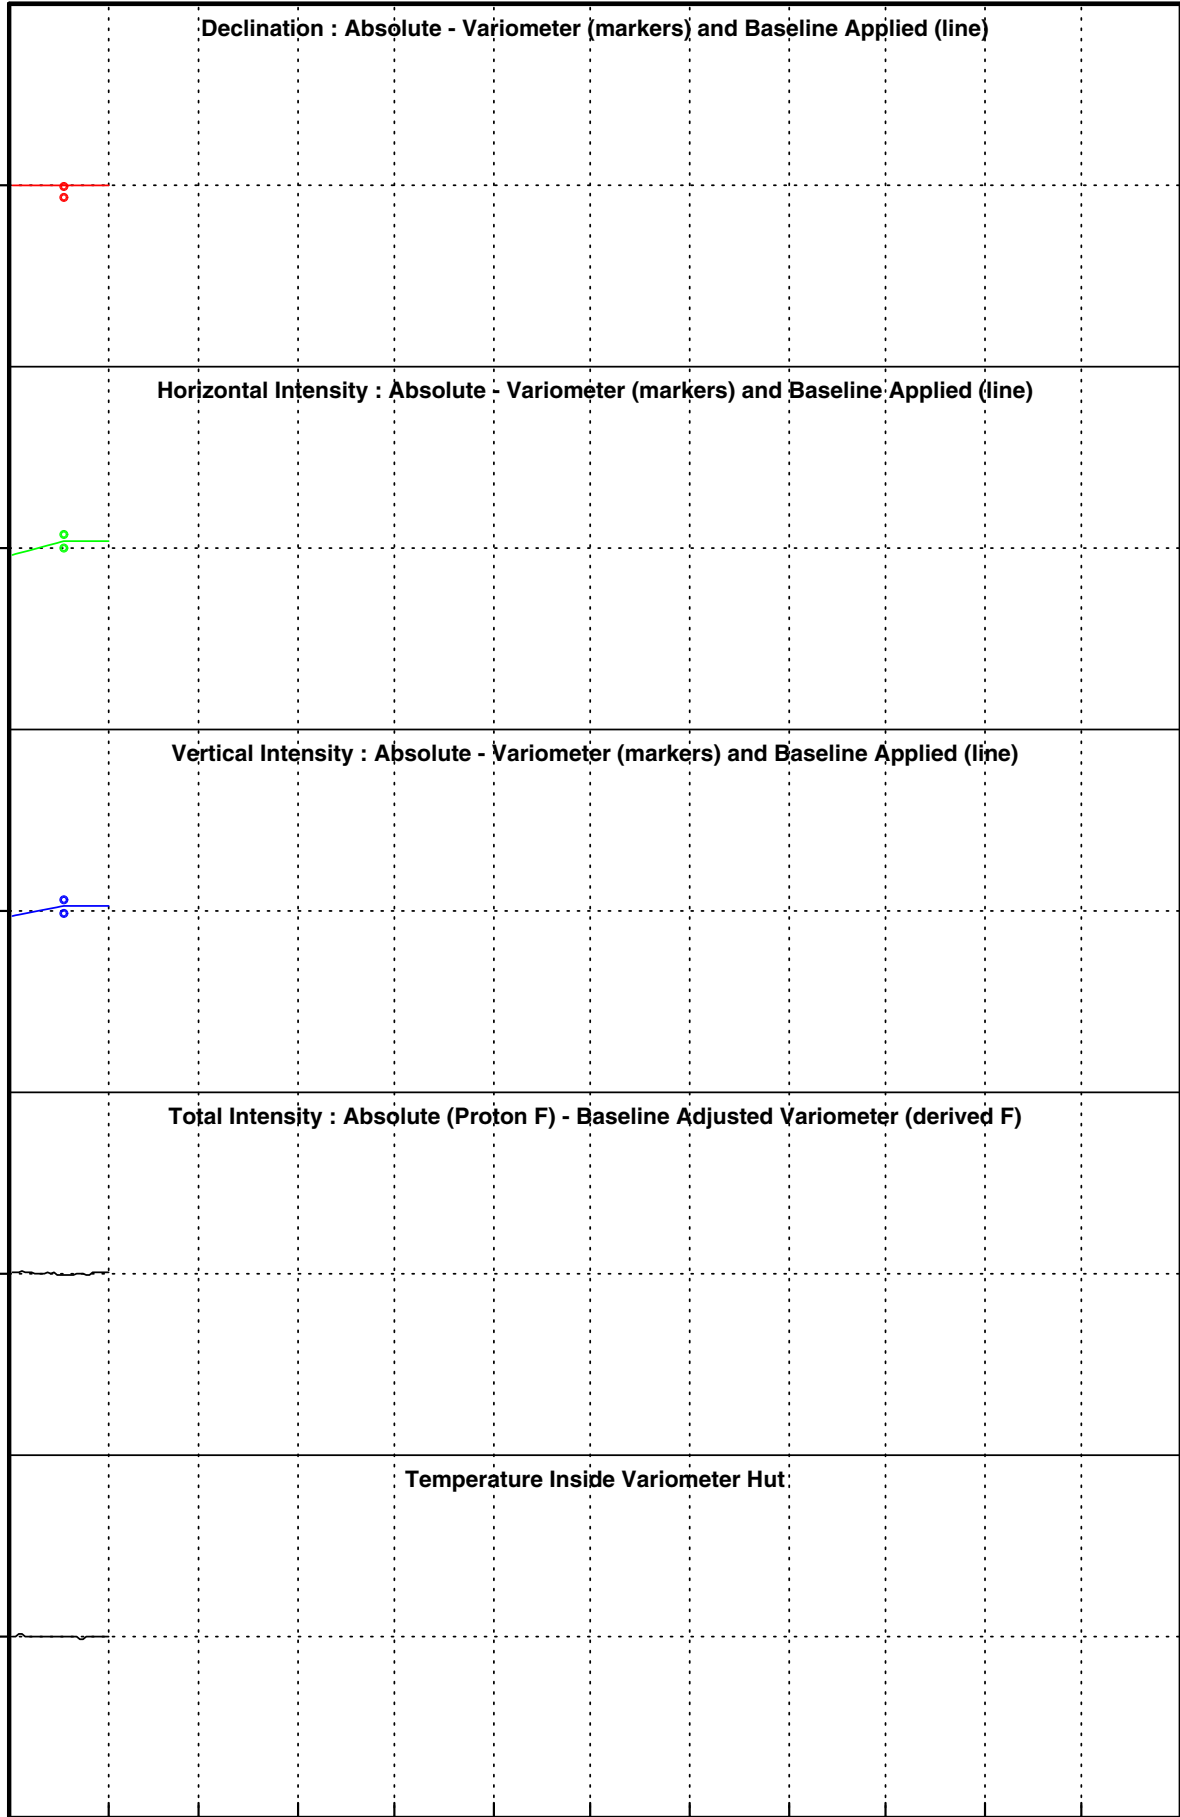 Declination : Absolute - Variometer (markers) and Baseline Applied (line)
Horizontal Intensity : Absolute - Variometer (markers) and Baseline Applied (line)
Vertical Intensity : Absolute - Variometer (markers) and Baseline Applied (line)
Total Intensity : Absolute (Proton F) - Baseline Adjusted Variometer (derived F)
Temperature Inside Variometer Hut